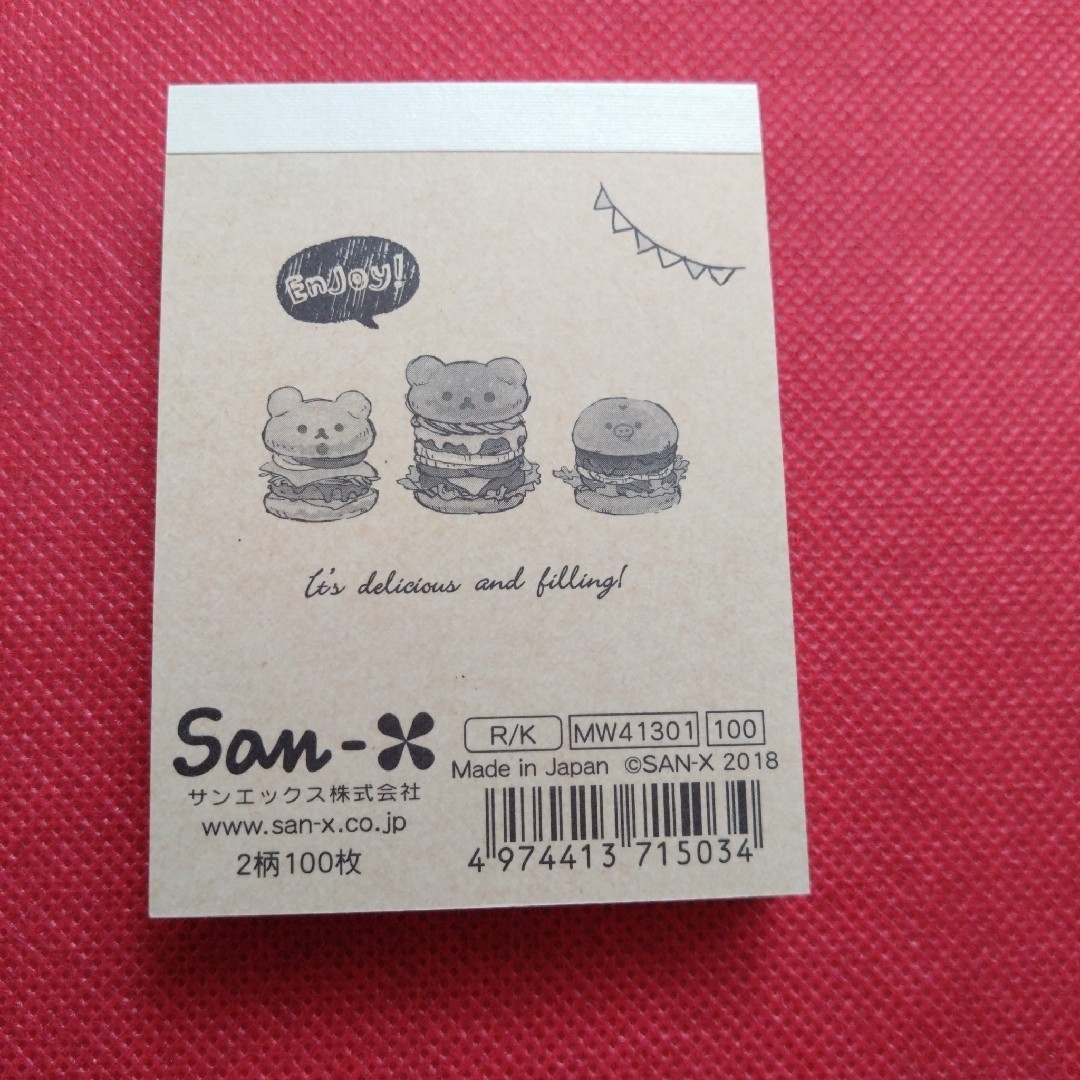 EnJoy!
It's delicious and filling!
San-X
サンエックス株式会社
www.san-x.co.jp
2柄100枚
R/K MW41301 100
Made in Japan ©SAN-X 2018
4 974413 715034